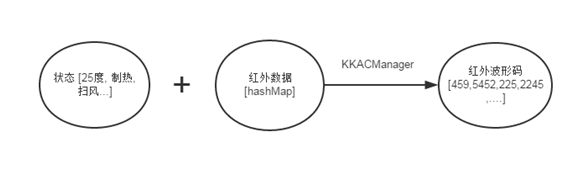 状态 [25度, 制热,
扫风...]
+
红外数据
[hashMap]
KKACManager
红外波形码
[459,5452,225,2245
,....]